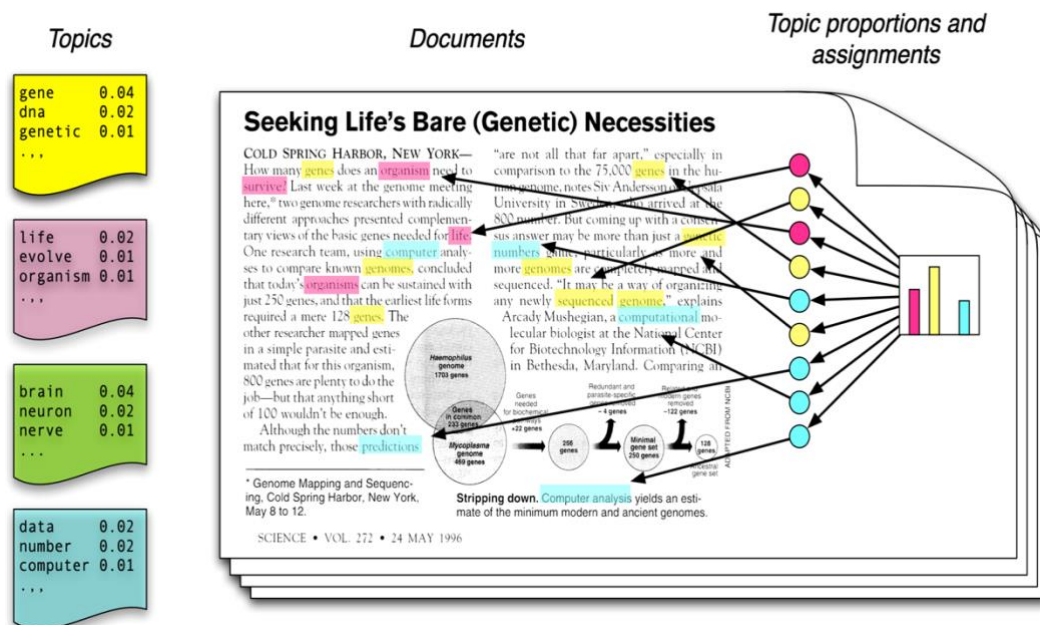 Topics
gene 0.04
dna 0.02
genetic 0.01
.,,
life 0.02
evolve 0.01
organism 0.01
.,,
brain 0.04
neuron 0.02
nerve 0.01
...
data 0.02
number 0.02
computer 0.01
.,,
Documents
Topic proportions and
assignments
Seeking Life's Bare (Genetic) Necessities
COLD SPRING HARBOR, NEW YORK—
How many genes does an organism need to
survive? Last week at the genome meeting
here,* two genome researchers with radically
different approaches presented complemen-
tary views of the basic genes needed for life.
One research team, using computer analy-
ses to compare known genomes, concluded
that today's organisms can be sustained with
just 250 genes, and that the earliest life forms
required a mere 128 genes. The
other researcher mapped genes
in a simple parasite and esti-
mated that for this organism,
800 genes are plenty to do the
job—but that anything short
of 100 wouldn't be enough.
Although the numbers don't
match precisely, those predictions
* Genome Mapping and Sequenc-
ing, Cold Spring Harbor, New York,
May 8 to 12.
"are not all that far apart," especially in
comparison to the 75,000 genes in the hu-
man genome, notes Siv Andersson of Uppsala
University in Sweden, who arrived at the
800 number. But coming up with a consen-
sus answer may be more than just a genetic
numbers game, particularly as more and
more genomes are completely mapped and
sequenced. "It may be a way of organizing
any newly sequenced genome," explains
Arcady Mushegian, a computational mo-
lecular biologist at the National Center
for Biotechnology Information (NCBI)
in Bethesda, Maryland. Comparing an
Haemophilus
genome
1703 genes
Genes
in common
233 genes
Mycoplasma
genome
469 genes
Genes
needed
for biochemical
+22 genes
256
genes
Redundant and
parasite-specific
genes removed
– 4 genes
Minimal
gene set
250 genes
modern genes
removed
–122 genes
128
genes
Ancestral
gene set
ADAPTED FROM NCBI
Stripping down. Computer analysis yields an esti-
mate of the minimum modern and ancient genomes.
SCIENCE • VOL. 272 • 24 MAY 1996